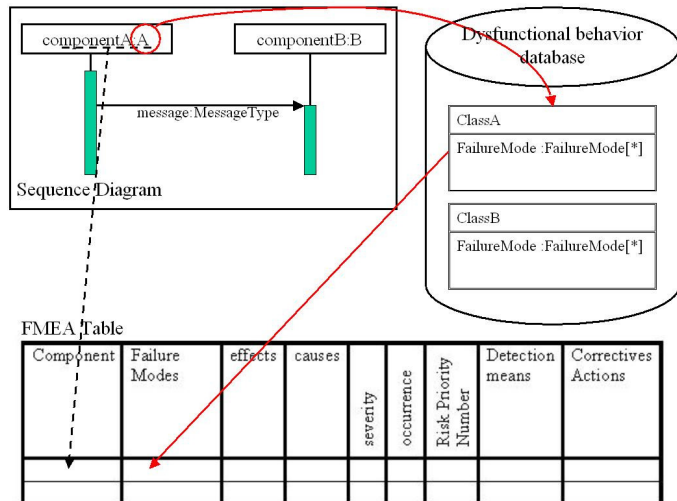 componentA:A
componentB:B
message:MessageType
Sequence Diagram
Dysfunctional behavior
database
ClassA
FailureMode :FailureMode[*]
ClassB
FailureMode :FailureMode[*]
FMEA Table
Component
Failure
Modes
effects
causes
severity
occurrence
Risk Priority
Number
Detection
means
Correctives
Actions